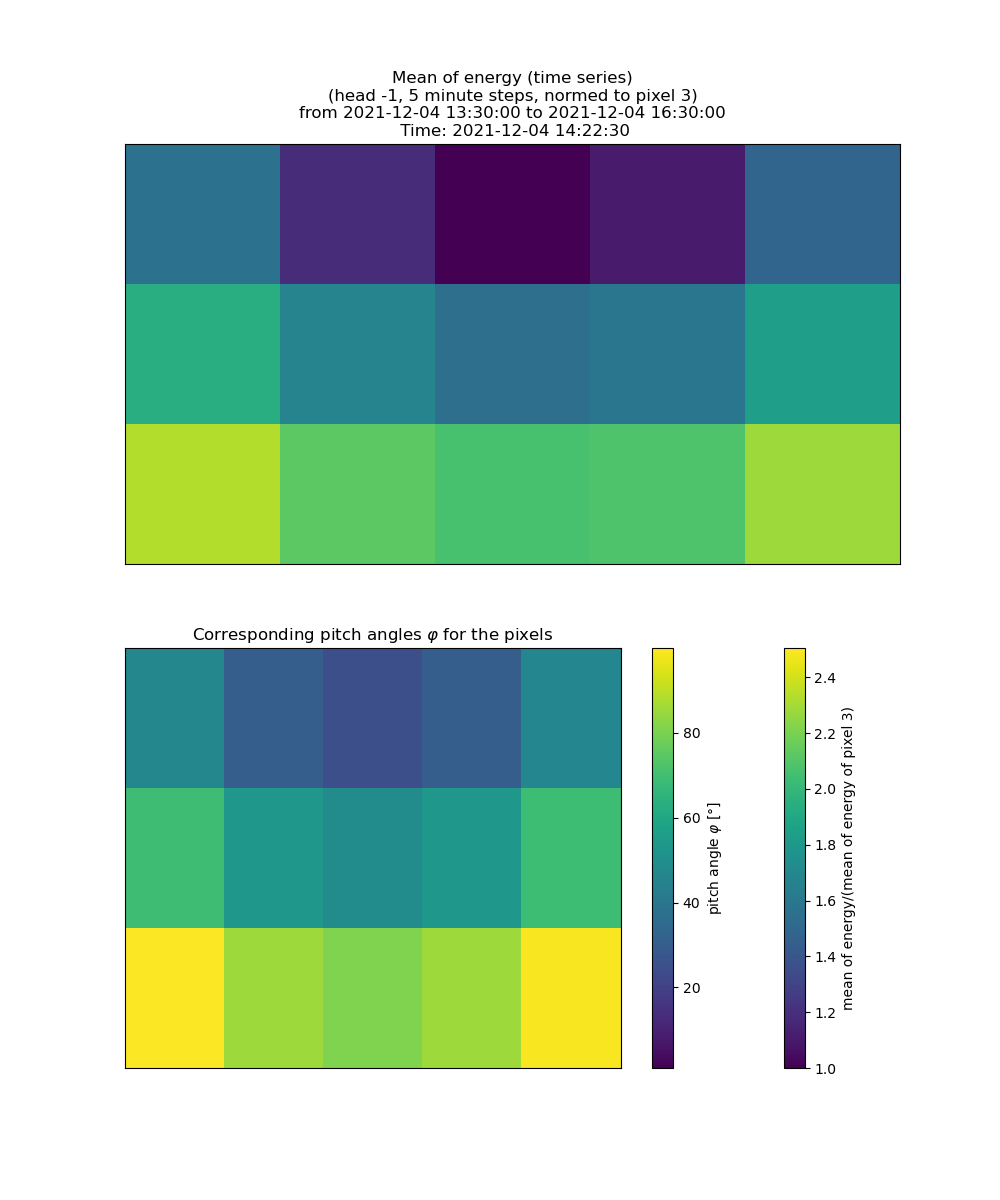 Mean of energy (time series)
(head -1, 5 minute steps, normed to pixel 3)
from 2021-12-04 13:30:00 to 2021-12-04 16:30:00
Time: 2021-12-04 14:22:30
Corresponding pitch angles φ for the pixels
80
60
40
20
pitch angle φ [°]
2.4
2.2
2.0
1.8
1.6
1.4
1.2
1.0
mean of energy/(mean of energy of pixel 3)